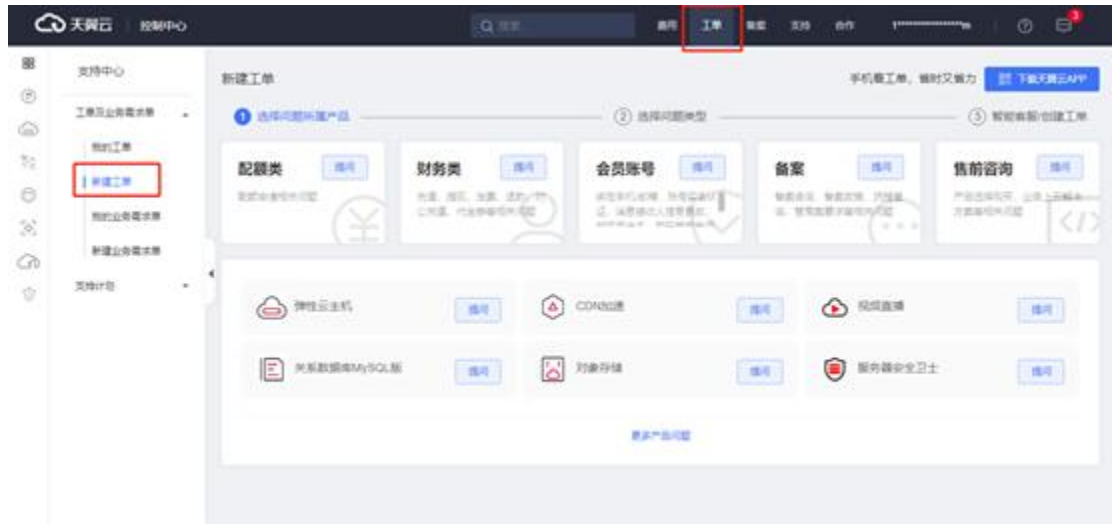 天翼云 控制中心
搜索 费用 工单 备案 支持 合作
3
支持中心
工单及业务需求单
我的工单
新建工单
我的业务需求单
新建业务需求单
支持计划
新建工单
手机看工单，省时又省力 下载天翼云APP
1 选择问题所属产品
2 选择问题类型
3 智能客服/创建工单
配额类 提问
财务类 提问
会员账号 提问
备案 提问
售前咨询 提问
弹性云主机 提问
CDN加速 提问
视频直播 提问
关系数据库MySQL版 提问
对象存储 提问
服务器安全卫士 提问
更多产品问题